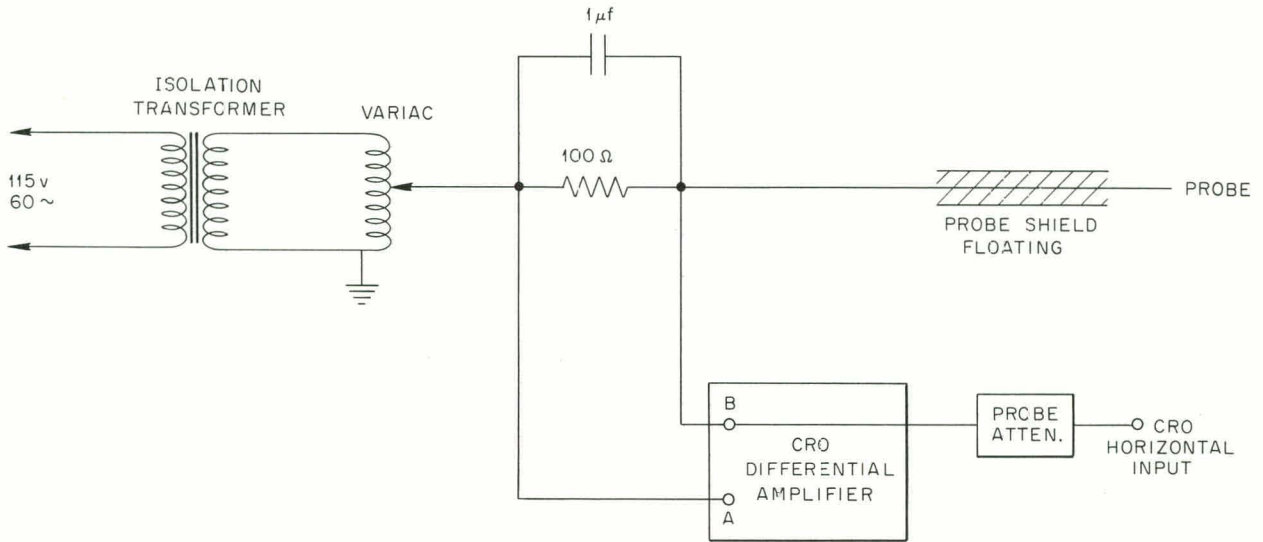 1 μf
ISOLATION
TRANSFORMER
VARIAC
115 v
60 ~
100 Ω
PROBE
PROBE SHIELD
FLOATING
B
CRO
DIFFERENTIAL
AMPLIFIER
A
PROBE
ATTEN.
CRO
HORIZONTAL
INPUT